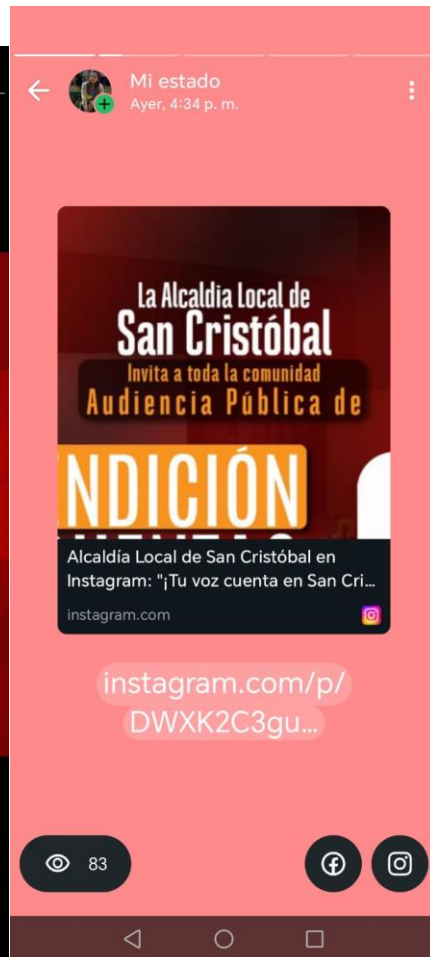 Mi estado
Ayer, 4:34 p. m.
La Alcaldia Local de
San Cristóbal
Invita a toda la comunidad
Audiencia Pública de
NDICIÓN
Alcaldía Local de San Cristóbal en
Instagram: "¡Tu voz cuenta en San Cri...
instagram.com
instagram.com/p/
DWXK2C3gu...
83